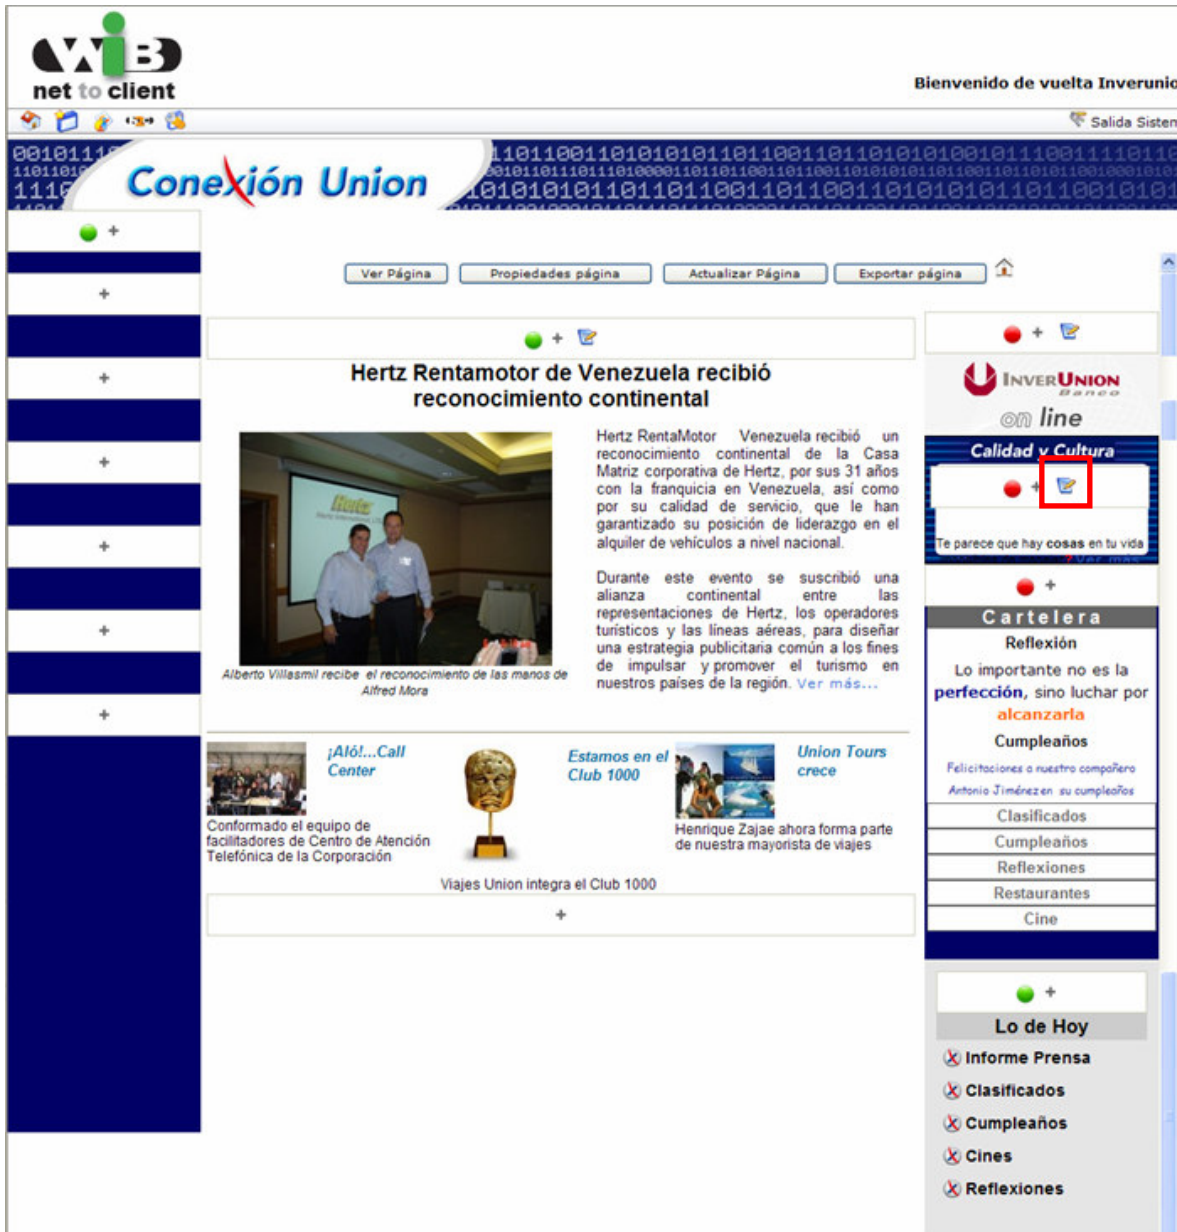 WiB
net to client
Bienvenido de vuelta Inverunio
Salida Sistem
Conexión Union
Ver Página
Propiedades página
Actualizar Página
Exportar página
Hertz Rentamotor de Venezuela recibió
reconocimiento continental
Hertz
Alberto Villasmil recibe el reconocimiento de las manos de
Alfred Mora
Hertz RentaMotor Venezuela recibió un
reconocimiento continental de la Casa
Matriz corporativa de Hertz, por sus 31 años
con la franquicia en Venezuela, así como
por su calidad de servicio, que le han
garantizado su posición de liderazgo en el
alquiler de vehículos a nivel nacional.
Durante este evento se suscribió una
alianza continental entre las
representaciones de Hertz, los operadores
turísticos y las líneas aéreas, para diseñar
una estrategia publicitaria común a los fines
de impulsar y promover el turismo en
nuestros países de la región. Ver más...
¡Aló!...Call
Center
Conformado el equipo de
facilitadores de Centro de Atención
Telefónica de la Corporación
Estamos en el
Club 1000
Viajes Union integra el Club 1000
Union Tours
crece
Henrique Zajae ahora forma parte
de nuestra mayorista de viajes
INVERUNION
Banco
on line
Calidad y Cultura
Te parece que hay cosas en tu vida
Cartelera
Reflexión
Lo importante no es la
perfección, sino luchar por
alcanzarla
Cumpleaños
Felicitaciones a nuestro compañero
Antonio Jiménez en su cumpleaños
Clasificados
Cumpleaños
Reflexiones
Restaurantes
Cine
Lo de Hoy
Informe Prensa
Clasificados
Cumpleaños
Cines
Reflexiones